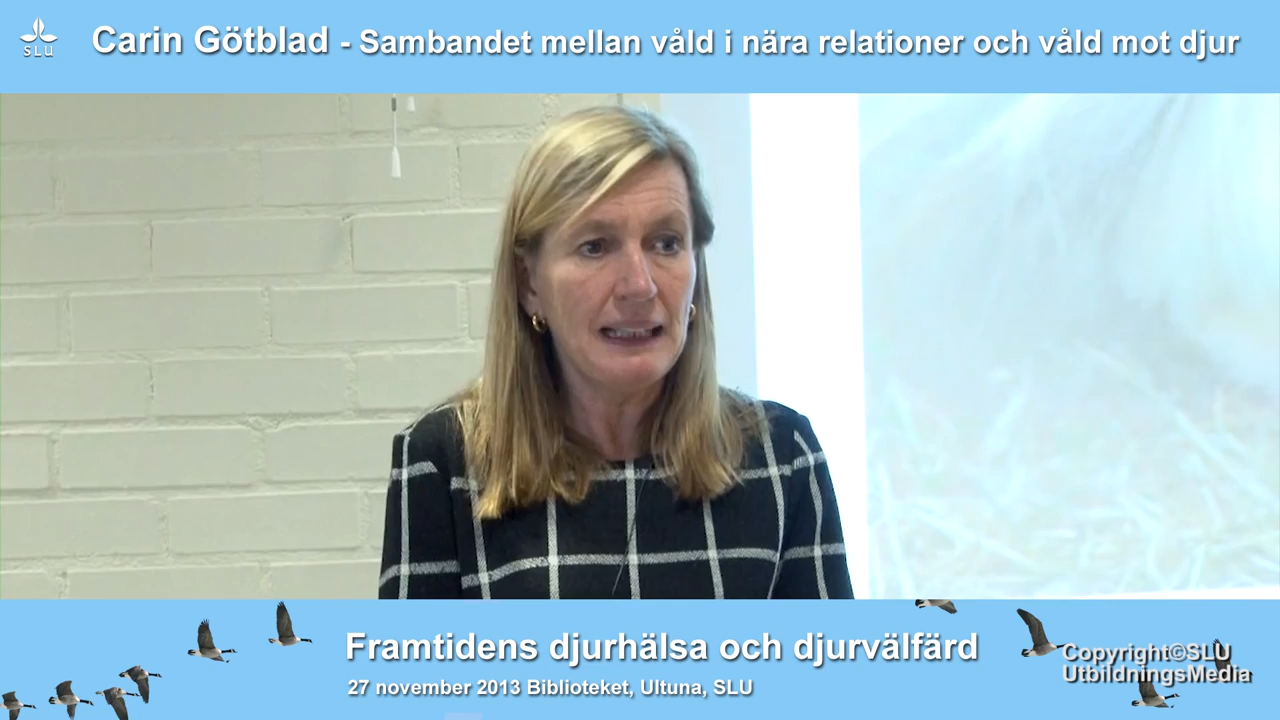 SLU
Carin Götblad - Sambandet mellan våld i nära relationer och våld mot djur
Framtidens djurhälsa och djurvälfärd
27 november 2013 Biblioteket, Ultuna, SLU
Copyright©SLU
UtbildningsMedia